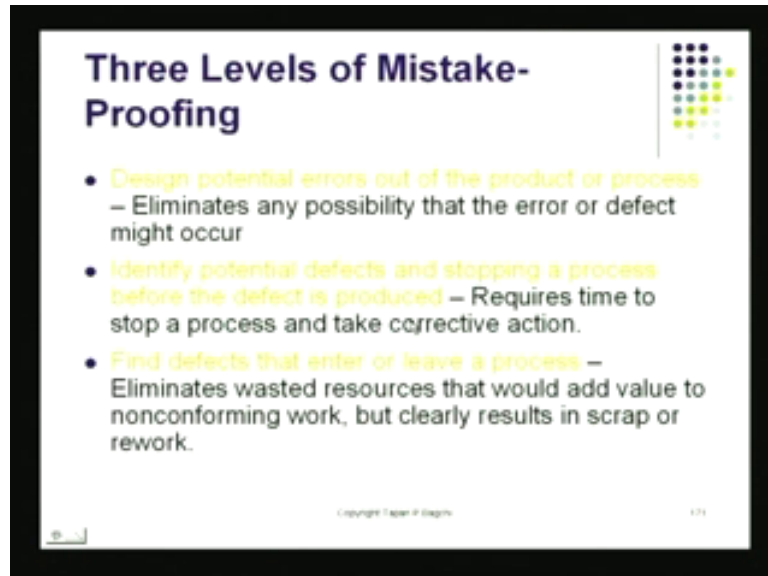 Three Levels of Mistake-
Proofing
Design potential errors out of the product or process
– Eliminates any possibility that the error or defect
might occur
Identify potential defects and stopping a process
before the defect is produced – Requires time to
stop a process and take corrective action.
Find defects that enter or leave a process –
Eliminates wasted resources that would add value to
nonconforming work, but clearly results in scrap or
rework.
Copyright Tapan P Bagchi